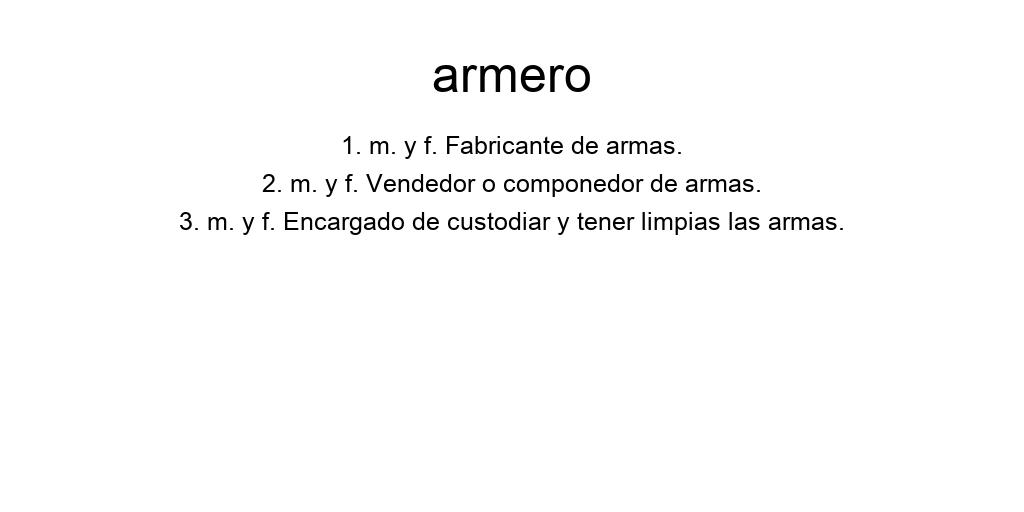 armero
1. m. y f. Fabricante de armas.
2. m. y f. Vendedor o componedor de armas.
3. m. y f. Encargado de custodiar y tener limpias las armas.